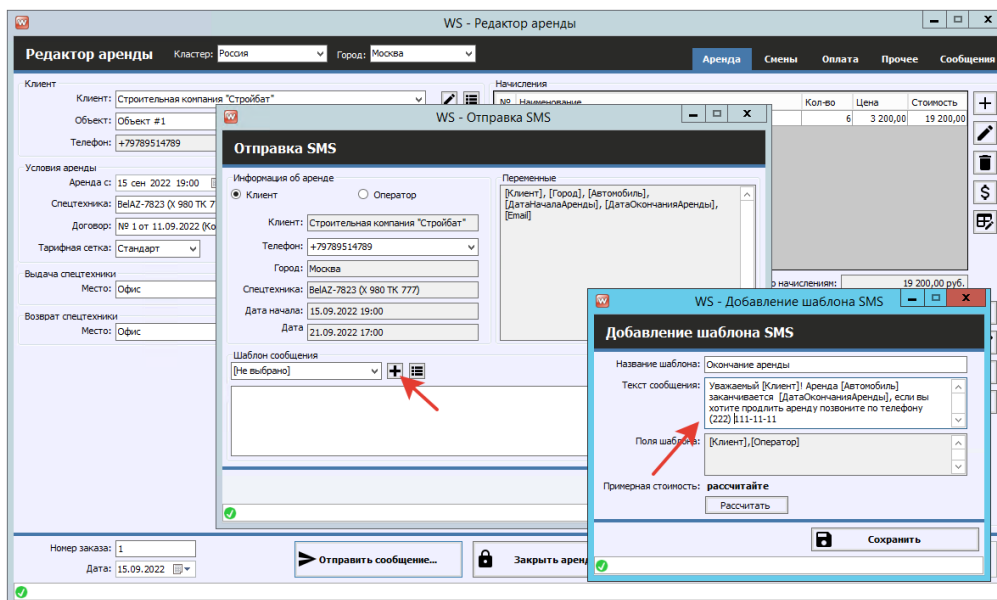 WS - Редактор аренды
Редактор аренды Кластер: Россия Город: Москва Аренда Смены Оплата Прочее Сообщения
Клиент
Клиент: Строительная компания "Стройбат"
Объект: Объект #1
Телефон: +79789514789
Условия аренды
Аренда с: 15 сен 2022 19:00
Спецтехника: BelAZ-7823 (X 980 TK 7
Договор: № 1 от 11.09.2022 (Ко
Тарифная сетка: Стандарт
Выдача спецтехники
Место: Офис
Возврат спецтехники
Место: Офис
Начисления
№ Наименование Кол-во Цена Стоимость
6 3 200,00 19 200,00
о начислениям: 19 200,00 руб.
WS - Отправка SMS
Отправка SMS
Информация об аренде
Клиент Оператор
Клиент: Строительная компания "Стройбат"
Телефон: +79789514789
Город: Москва
Спецтехника: BelAZ-7823 (X 980 TK 777)
Дата начала: 15.09.2022 19:00
Дата 21.09.2022 17:00
Переменные
[Клиент], [Город], [Автомобиль],
[ДатаНачалаАренды], [ДатаОкончанияАренды],
[Email]
Шаблон сообщения
[Не выбрано]
WS - Добавление шаблона SMS
Добавление шаблона SMS
Название шаблона: Окончание аренды
Текст сообщения: Уважаемый [Клиент]! Аренда [Автомобиль]
заканчивается [ДатаОкончанияАренды], если вы
хотите продлить аренду позвоните по телефону
(222) 111-11-11
Поля шаблона: [Клиент],[Оператор]
Примерная стоимость: рассчитайте
Рассчитать
Сохранить
Номер заказа: 1
Дата: 15.09.2022
Отправить сообщение...
Закрыть арен